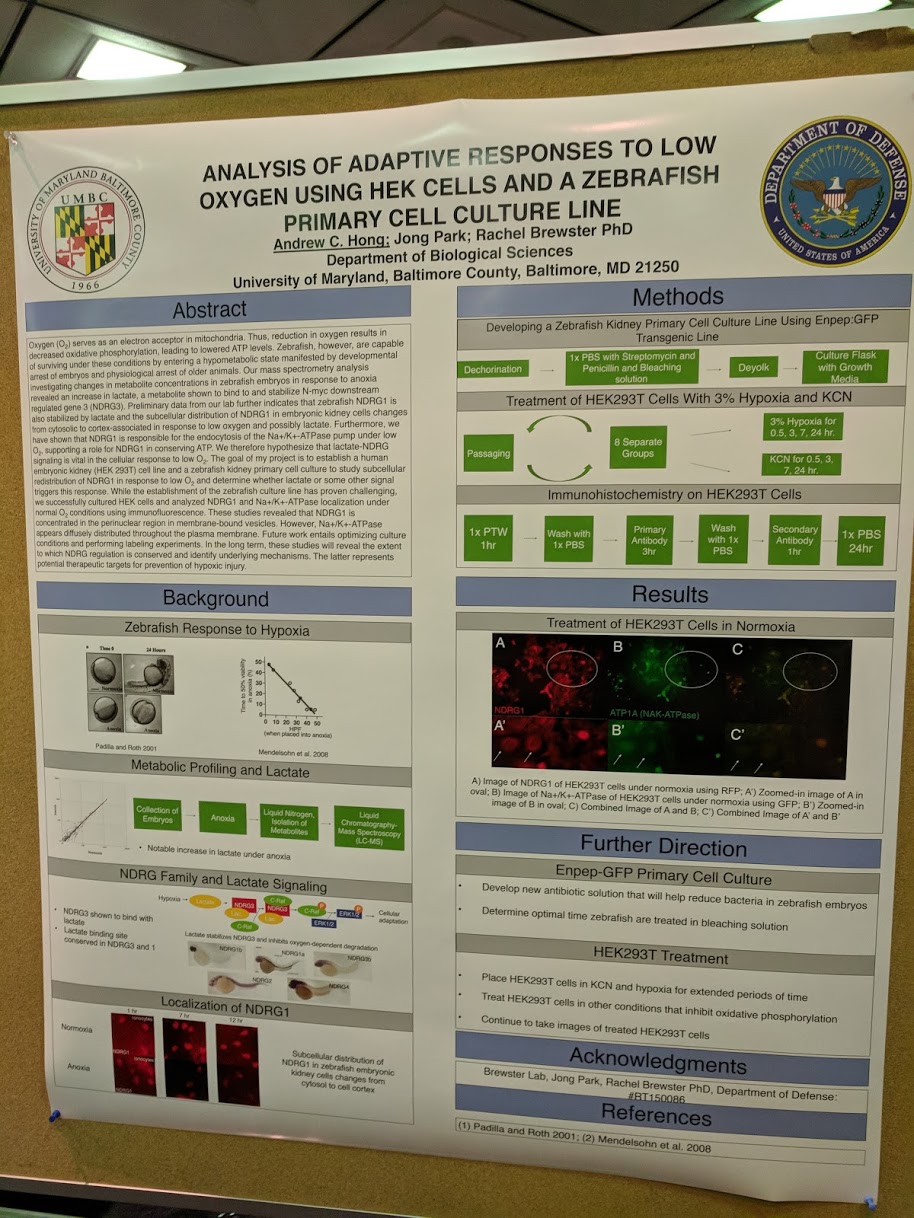 ANALYSIS OF ADAPTIVE RESPONSES TO LOW
OXYGEN USING HEK CELLS AND A ZEBRAFISH
PRIMARY CELL CULTURE LINE
Andrew C. Hong; Jong Park; Rachel Brewster PhD
Department of Biological Sciences
University of Maryland, Baltimore County, Baltimore, MD 21250
UNIVERSITY OF MARYLAND BALTIMORE COUNTY
UMBC
1966
DEPARTMENT OF DEFENSE
UNITED STATES OF AMERICA
Abstract
Oxygen (O₂) serves as an electron acceptor in mitochondria. Thus, reduction in oxygen results in
decreased oxidative phosphorylation, leading to lowered ATP levels. Zebrafish, however, are capable
of surviving under these conditions by entering a hypometabolic state manifested by developmental
arrest of embryos and physiological arrest of older animals. Our mass spectrometry analysis
investigating changes in metabolite concentrations in zebrafish embryos in response to anoxia
revealed an increase in lactate, a metabolite shown to bind to and stabilize N-myc downstream
regulated gene 3 (NDRG3). Preliminary data from our lab further indicates that zebrafish NDRG1 is
also stabilized by lactate and the subcellular distribution of NDRG1 in embryonic kidney cells changes
from cytosolic to cortex-associated in response to low oxygen and possibly lactate. Furthermore, we
have shown that NDRG1 is responsible for the endocytosis of the Na+/K+-ATPase pump under low
O₂, supporting a role for NDRG1 in conserving ATP. We therefore hypothesize that lactate-NDRG
signaling is vital in the cellular response to low O₂. The goal of my project is to establish a human
embryonic kidney (HEK 293T) cell line and a zebrafish kidney primary cell culture to study subcellular
redistribution of NDRG1 in response to low O₂ and determine whether lactate or some other signal
triggers this response. While the establishment of the zebrafish culture line has proven challenging,
we successfully cultured HEK cells and analyzed NDRG1 and Na+/K+-ATPase localization under
normal O₂ conditions using immunofluorescence. These studies revealed that NDRG1 is
concentrated in the perinuclear region in membrane-bound vesicles. However, Na+/K+-ATPase
appears diffusely distributed throughout the plasma membrane. Future work entails optimizing culture
conditions and performing labeling experiments. In the long term, these studies will reveal the extent
to which NDRG regulation is conserved and identify underlying mechanisms. The latter represents
potential therapeutic targets for prevention of hypoxic injury.
Background
Zebrafish Response to Hypoxia
Time 0 24 Hours
Normoxia Normoxia
Anoxia Anoxia
Padilla and Roth 2001
Time to 50% viability
in anoxia (h)
50
40
30
20
10
0
0 10 20 30 40 50
HPF
(when placed into anoxia)
Mendelsohn et al. 2008
Metabolic Profiling and Lactate
Collection of
Embryos
Anoxia
Liquid Nitrogen,
Isolation of
Metabolites
Liquid
Chromatography-
Mass Spectroscopy
(LC-MS)
• Notable increase in lactate under anoxia
NDRG Family and Lactate Signaling
• NDRG3 shown to bind with
lactate
• Lactate binding site
conserved in NDRG3 and 1
Hypoxia
Lactate
NDRG3
Lac
C-Raf
C-Raf
NDRG3
Lac
C-Raf
P
ERK1/2
ERK1/2
P
Cellular
adaptation
Lactate stabilizes NDRG3 and inhibits oxygen-dependent degradation
NDRG1b
NDRG1a
NDRG3b
NDRG2
NDRG4
Localization of NDRG1
1 hr 7 hr 12 hr
Normoxia
NDRG1
Anoxia
NDRG1
Subcellular distribution of
NDRG1 in zebrafish embryonic
kidney cells changes from
cytosol to cell cortex
Methods
Developing a Zebrafish Kidney Primary Cell Culture Line Using Enpep:GFP
Transgenic Line
Dechorination
1x PBS with Streptomycin and
Penicillin and Bleaching
solution
Deyolk
Culture Flask
with Growth
Media
Treatment of HEK293T Cells With 3% Hypoxia and KCN
Passaging
8 Separate
Groups
3% Hypoxia for
0.5, 3, 7, 24 hr.
KCN for 0.5, 3,
7, 24 hr.
Immunohistochemistry on HEK293T Cells
1x PTW
1hr
Wash with
1x PBS
Primary
Antibody
3hr
Wash
with 1x
PBS
Secondary
Antibody
1hr
1x PBS
24hr
Results
Treatment of HEK293T Cells in Normoxia
A B C
NDRG1
ATP1A (NAK-ATPase)
A' B' C'
A) Image of NDRG1 of HEK293T cells under normoxia using RFP; A') Zoomed-in image of A in
oval; B) Image of Na+/K+-ATPase of HEK293T cells under normoxia using GFP; B') Zoomed-in
image of B in oval; C) Combined Image of A and B; C') Combined Image of A' and B'
Further Direction
Enpep-GFP Primary Cell Culture
• Develop new antibiotic solution that will help reduce bacteria in zebrafish embryos
• Determine optimal time zebrafish are treated in bleaching solution
HEK293T Treatment
• Place HEK293T cells in KCN and hypoxia for extended periods of time
• Treat HEK293T cells in other conditions that inhibit oxidative phosphorylation
• Continue to take images of treated HEK293T cells
Acknowledgments
Brewster Lab, Jong Park, Rachel Brewster PhD, Department of Defense:
#RT150086
References
(1) Padilla and Roth 2001; (2) Mendelsohn et al. 2008